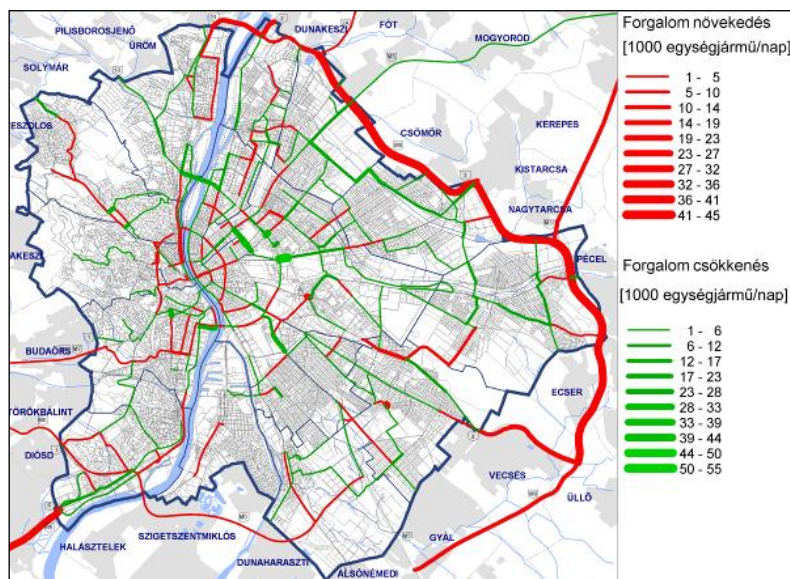 PILISBOROSJENŐ
ÜRÖM
SOLYMÁR
DUNAKESZI
FÓT
MOGYORÓD
CSÖMÖR
KEREPES
KISTARCSA
NAGYTARCSA
PÉCEL
BUDAÖRS
TÖRÖKBÁLINT
DIÓSD
ECSER
VECSÉS
ÜLLŐ
GYÁL
HALÁSZTELEK
SZIGETSZENTMIKLÓS
DUNAHARASZTI
ALSÓNÉMEDI
Forgalom növekedés
[1000 egységjármű/nap]
1 - 5
5 - 10
10 - 14
14 - 19
19 - 23
23 - 27
27 - 32
32 - 36
36 - 41
41 - 45
Forgalom csökkenés
[1000 egységjármű/nap]
1 - 6
6 - 12
12 - 17
17 - 23
23 - 28
28 - 33
33 - 39
39 - 44
44 - 50
50 - 55